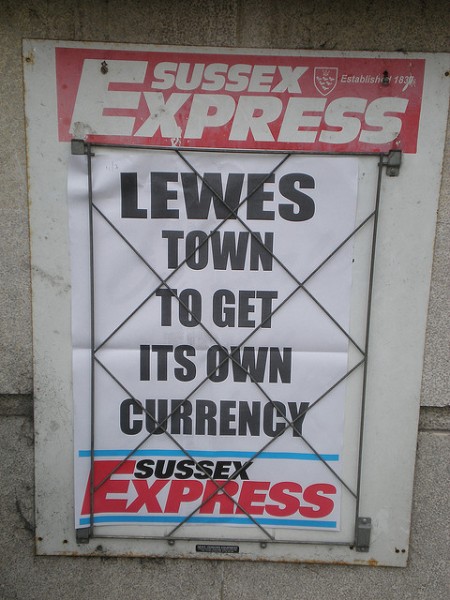 SUSSEX
EXPRESS
Established 1837
LEWES
TOWN
TO GET
ITS OWN
CURRENCY
SUSSEX
EXPRESS